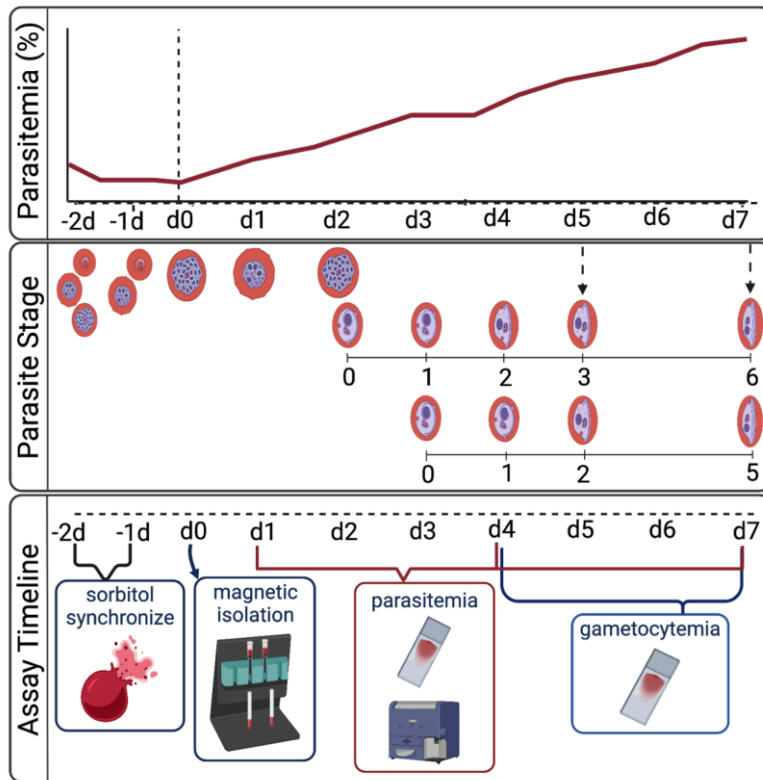 Parasitemia (%)
-2d -1d d0 d1 d2 d3 d4 d5 d6 d7
Parasite Stage
0 1 2 3 6
0 1 2 5
Assay Timeline
-2d -1d d0 d1 d2 d3 d4 d5 d6 d7
sorbitol
synchronize
magnetic
isolation
parasitemia
gametocytemia